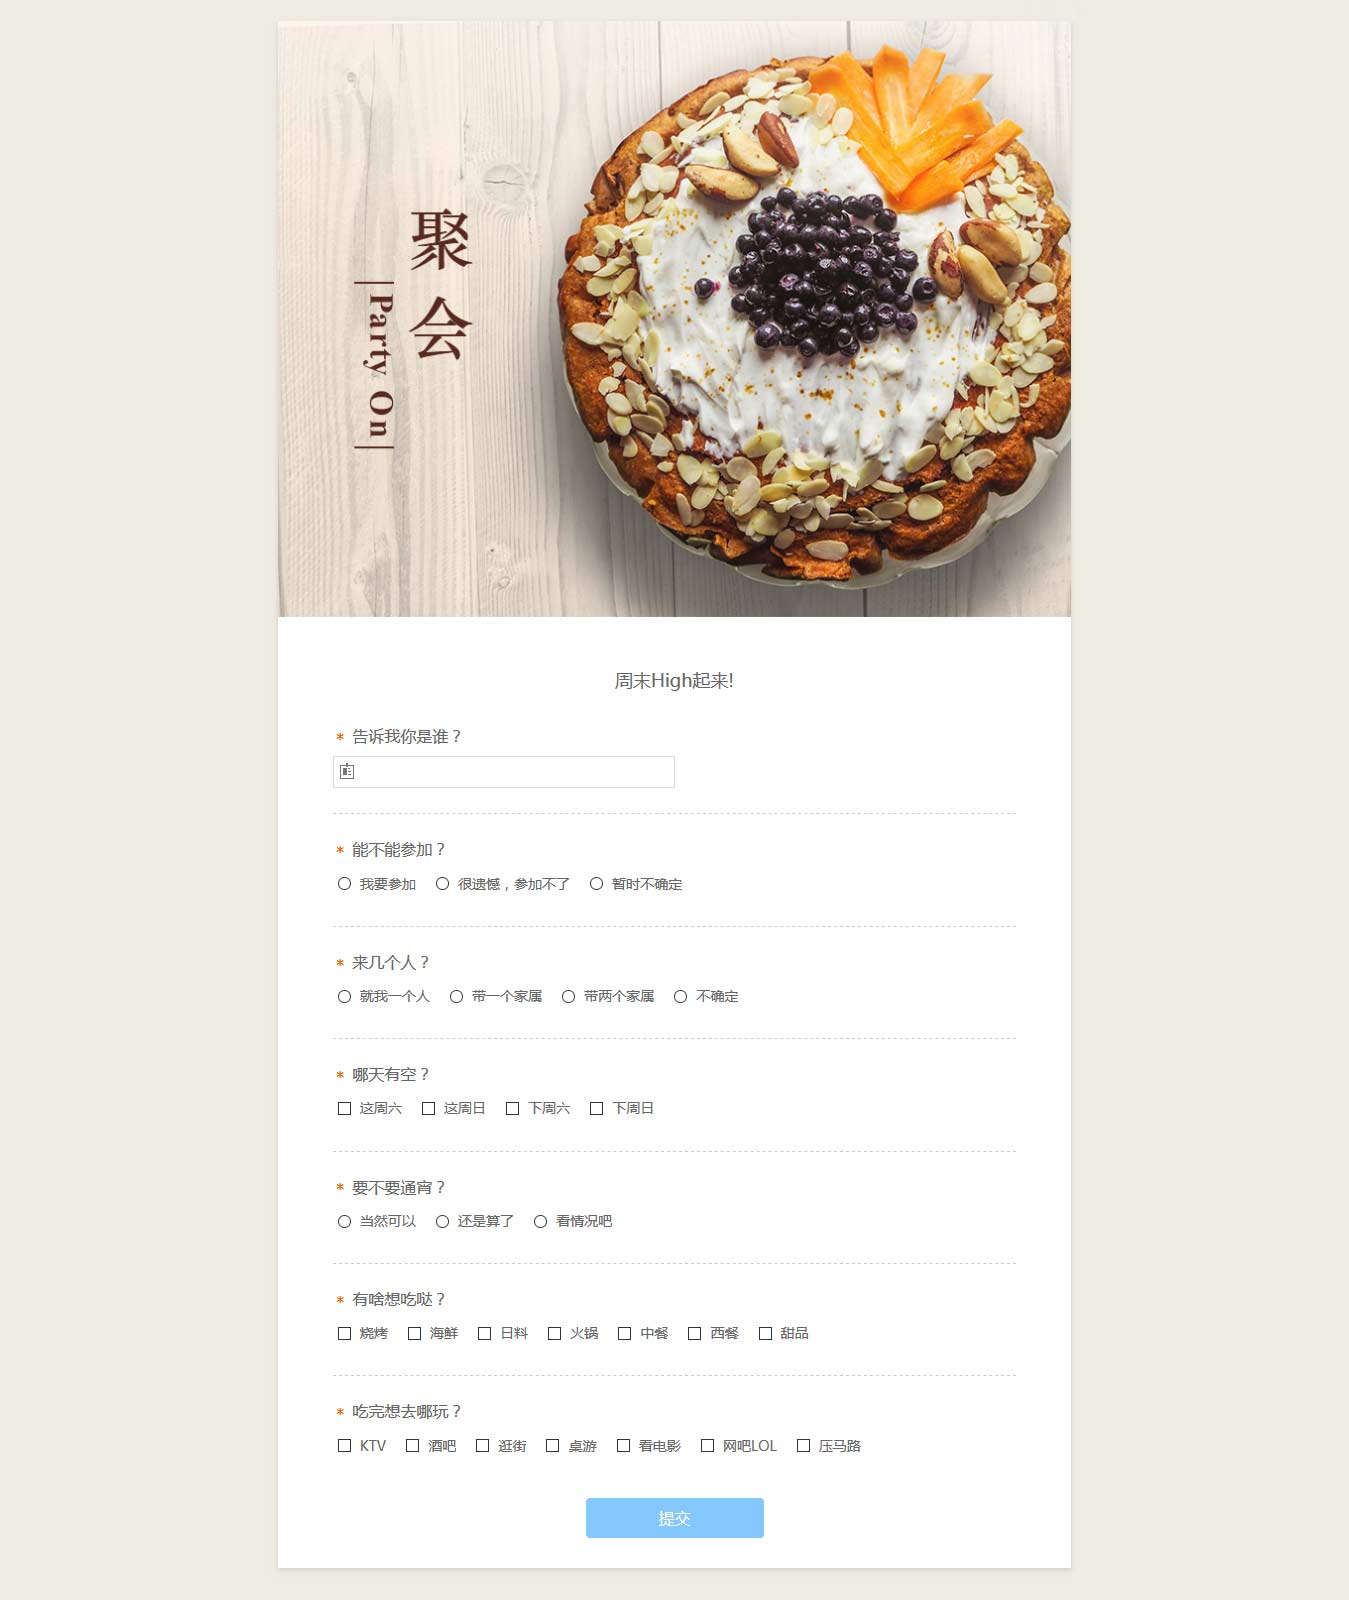 聚会
|Party On|
周末High起来!
* 告诉我你是谁？
* 能不能参加？
我要参加 很遗憾，参加不了 暂时不确定
* 来几个人？
就我一个人 带一个家属 带两个家属 不确定
* 哪天有空？
这周六 这周日 下周六 下周日
* 要不要通宵？
当然可以 还是算了 看情况吧
* 有啥想吃哒？
烧烤 海鲜 日料 火锅 中餐 西餐 甜品
* 吃完想去哪玩？
KTV 酒吧 逛街 桌游 看电影 网吧LOL 压马路
提交